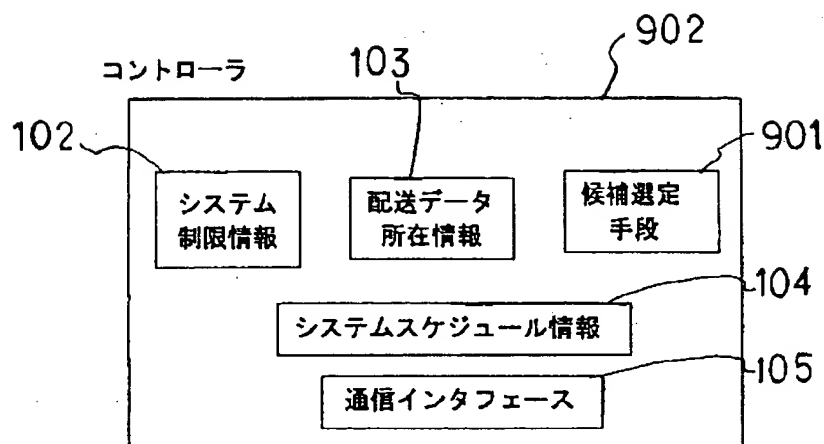 902
コントローラ
103
102
901
システム
制限情報
配送データ
所在情報
候補選定
手段
104
システムスケジュール情報
105
通信インタフェース